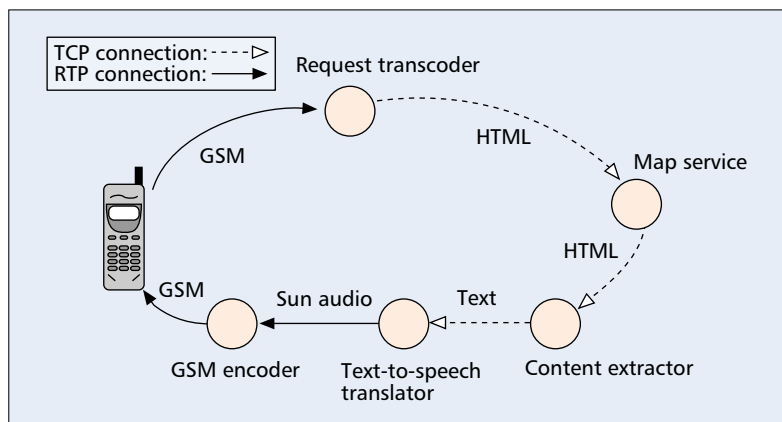 TCP connection:
RTP connection:
Request transcoder
GSM
HTML
Map service
HTML
GSM
Sun audio
Text
GSM encoder
Text-to-speech
translator
Content extractor